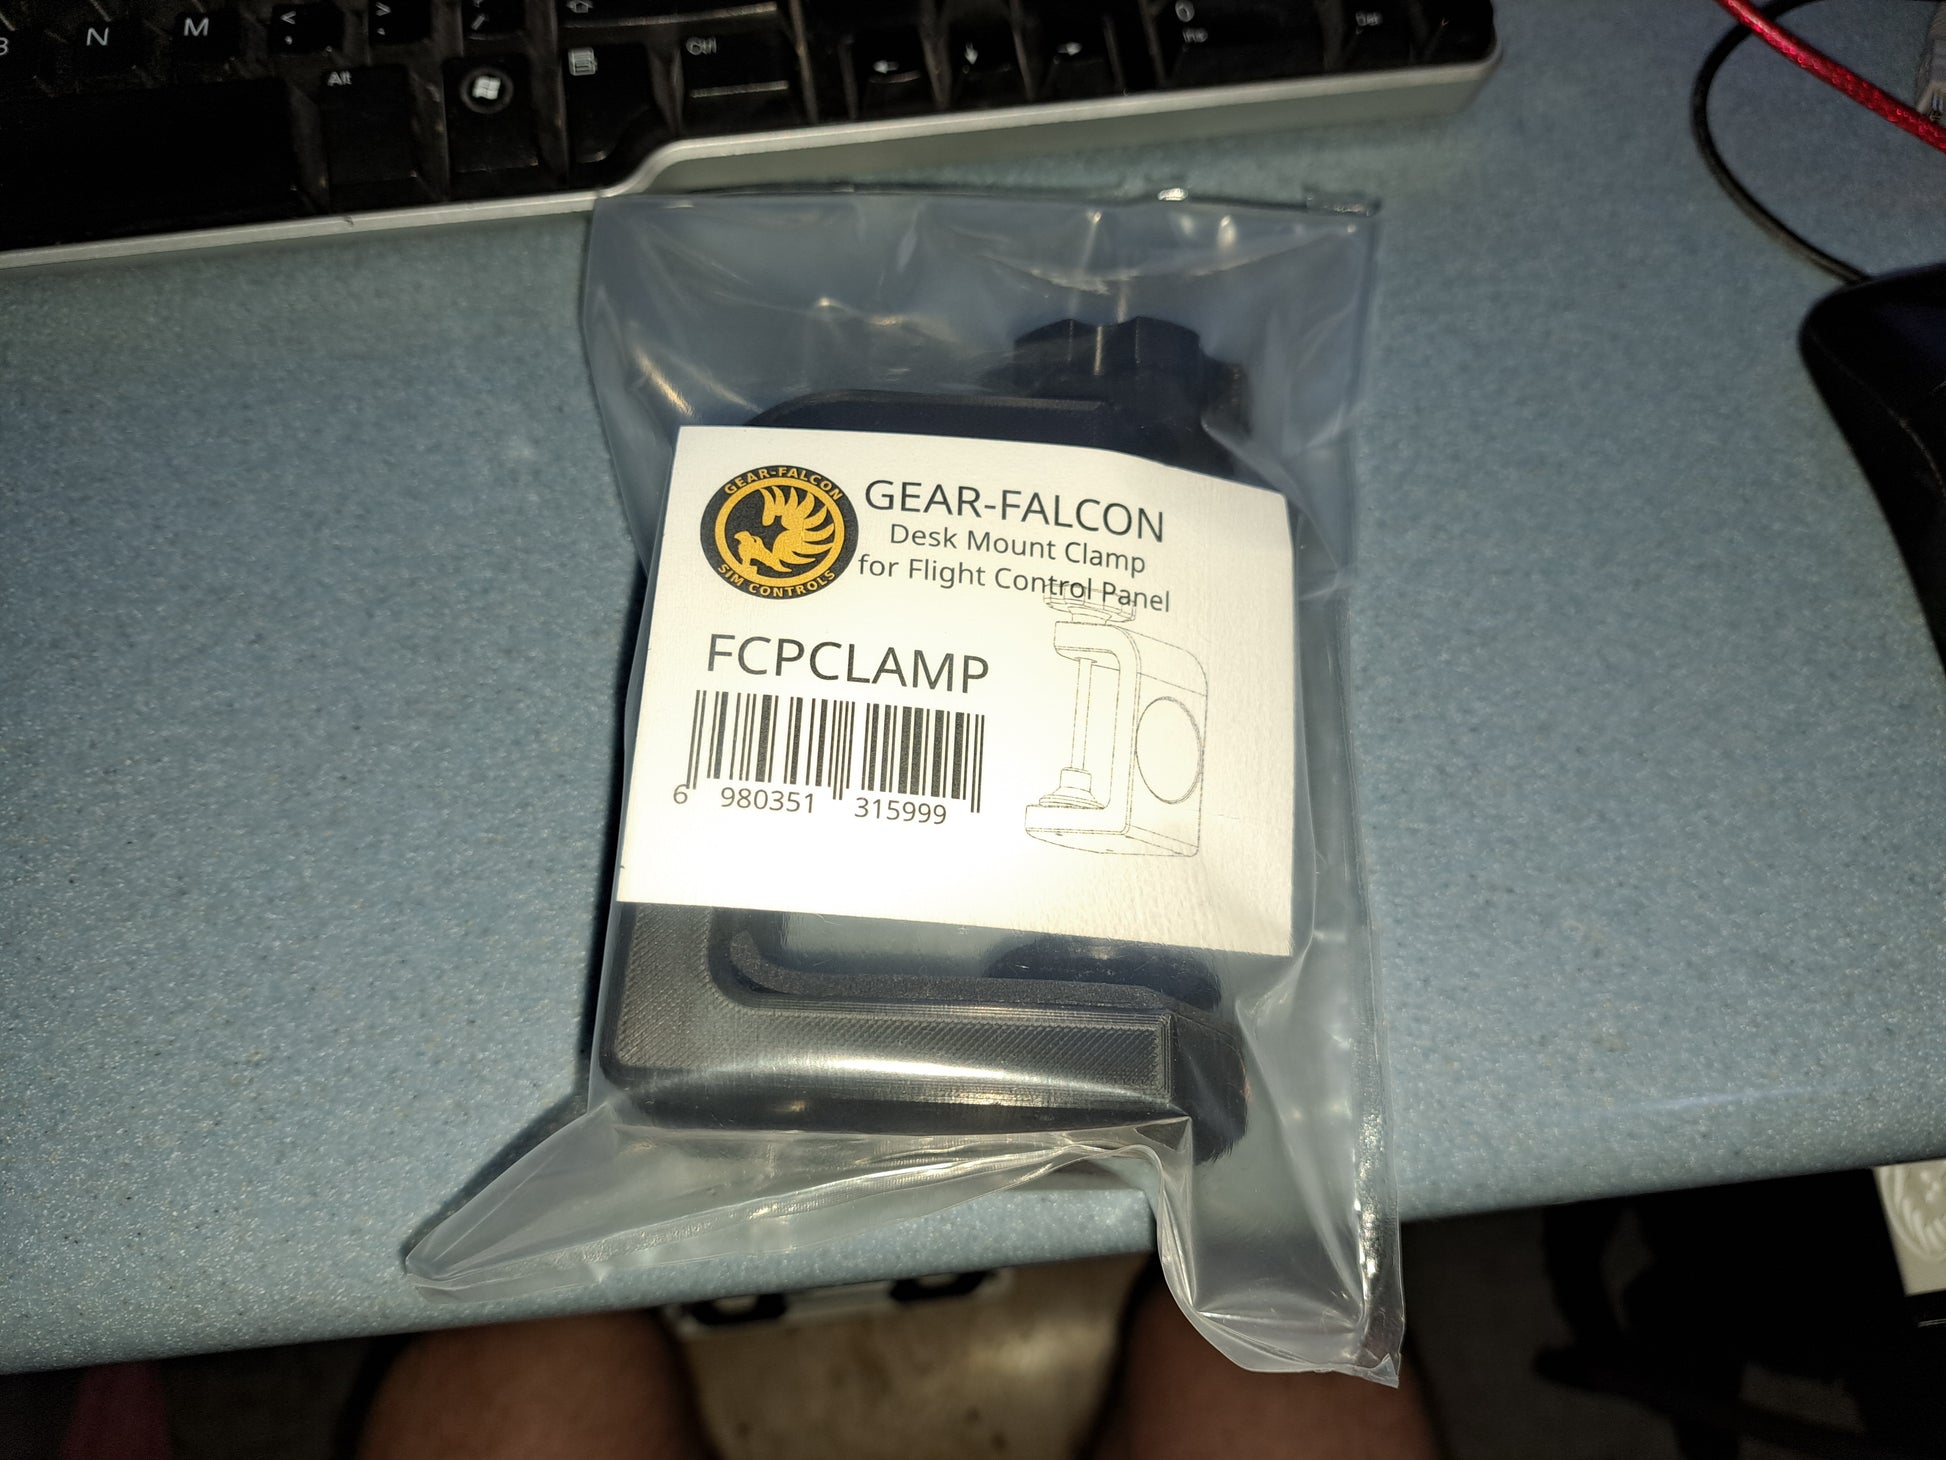 N M < >
Alt Ctrl
GEAR-FALCON
SIM CONTROLS
GEAR-FALCON
Desk Mount Clamp
for Flight Control Panel
FCPCLAMP
6 980351 315999